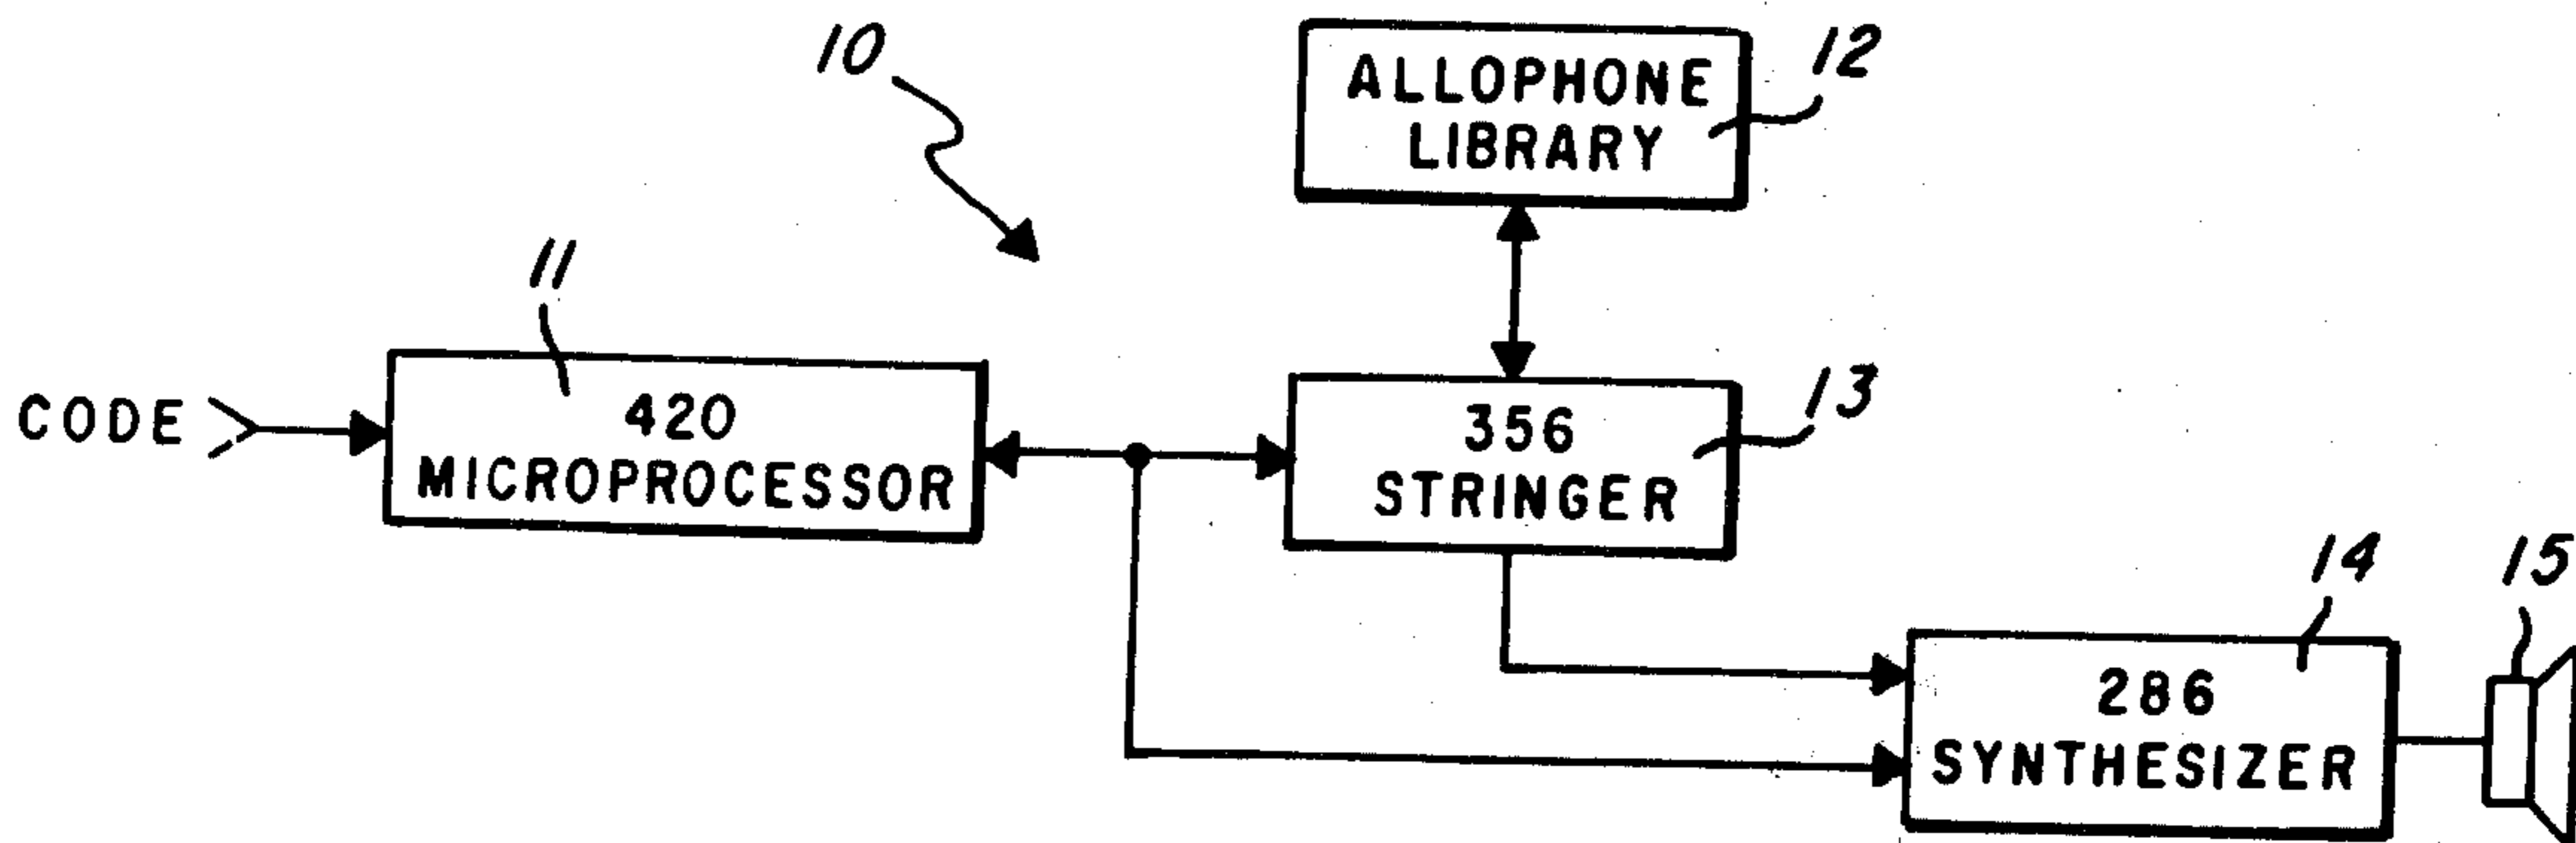 10
ALLOPHONE
LIBRARY
12
11
CODE
420
MICROPROCESSOR
356
STRINGER
13
14
15
286
SYNTHESIZER